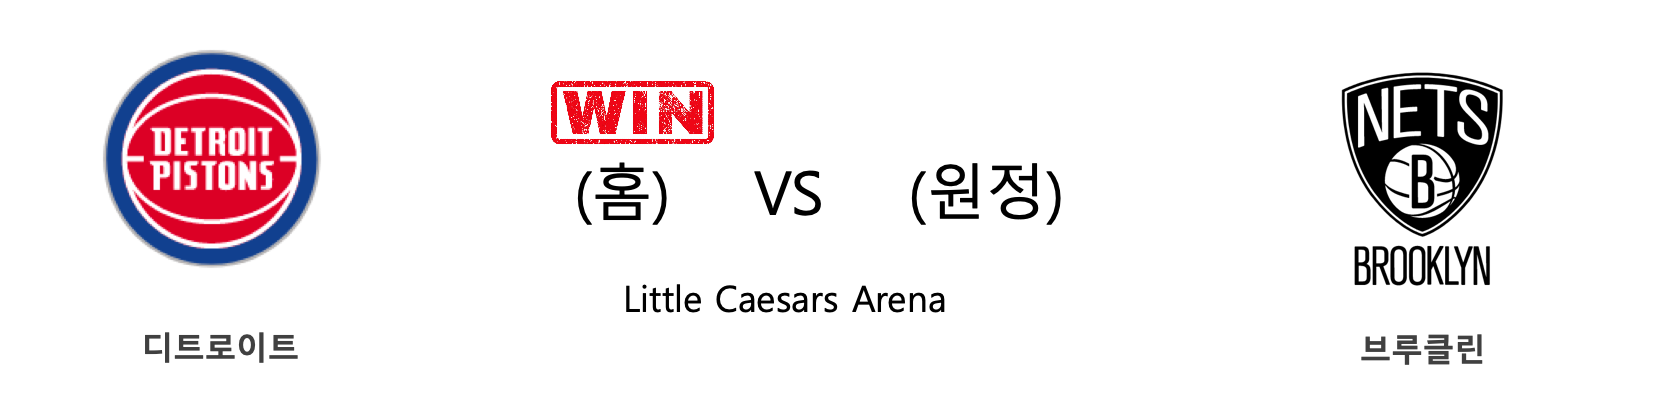 DETROIT
PISTONS
디트로이트
WIN
(홈) VS (원정)
Little Caesars Arena
NETS
B
BROOKLYN
브루클린